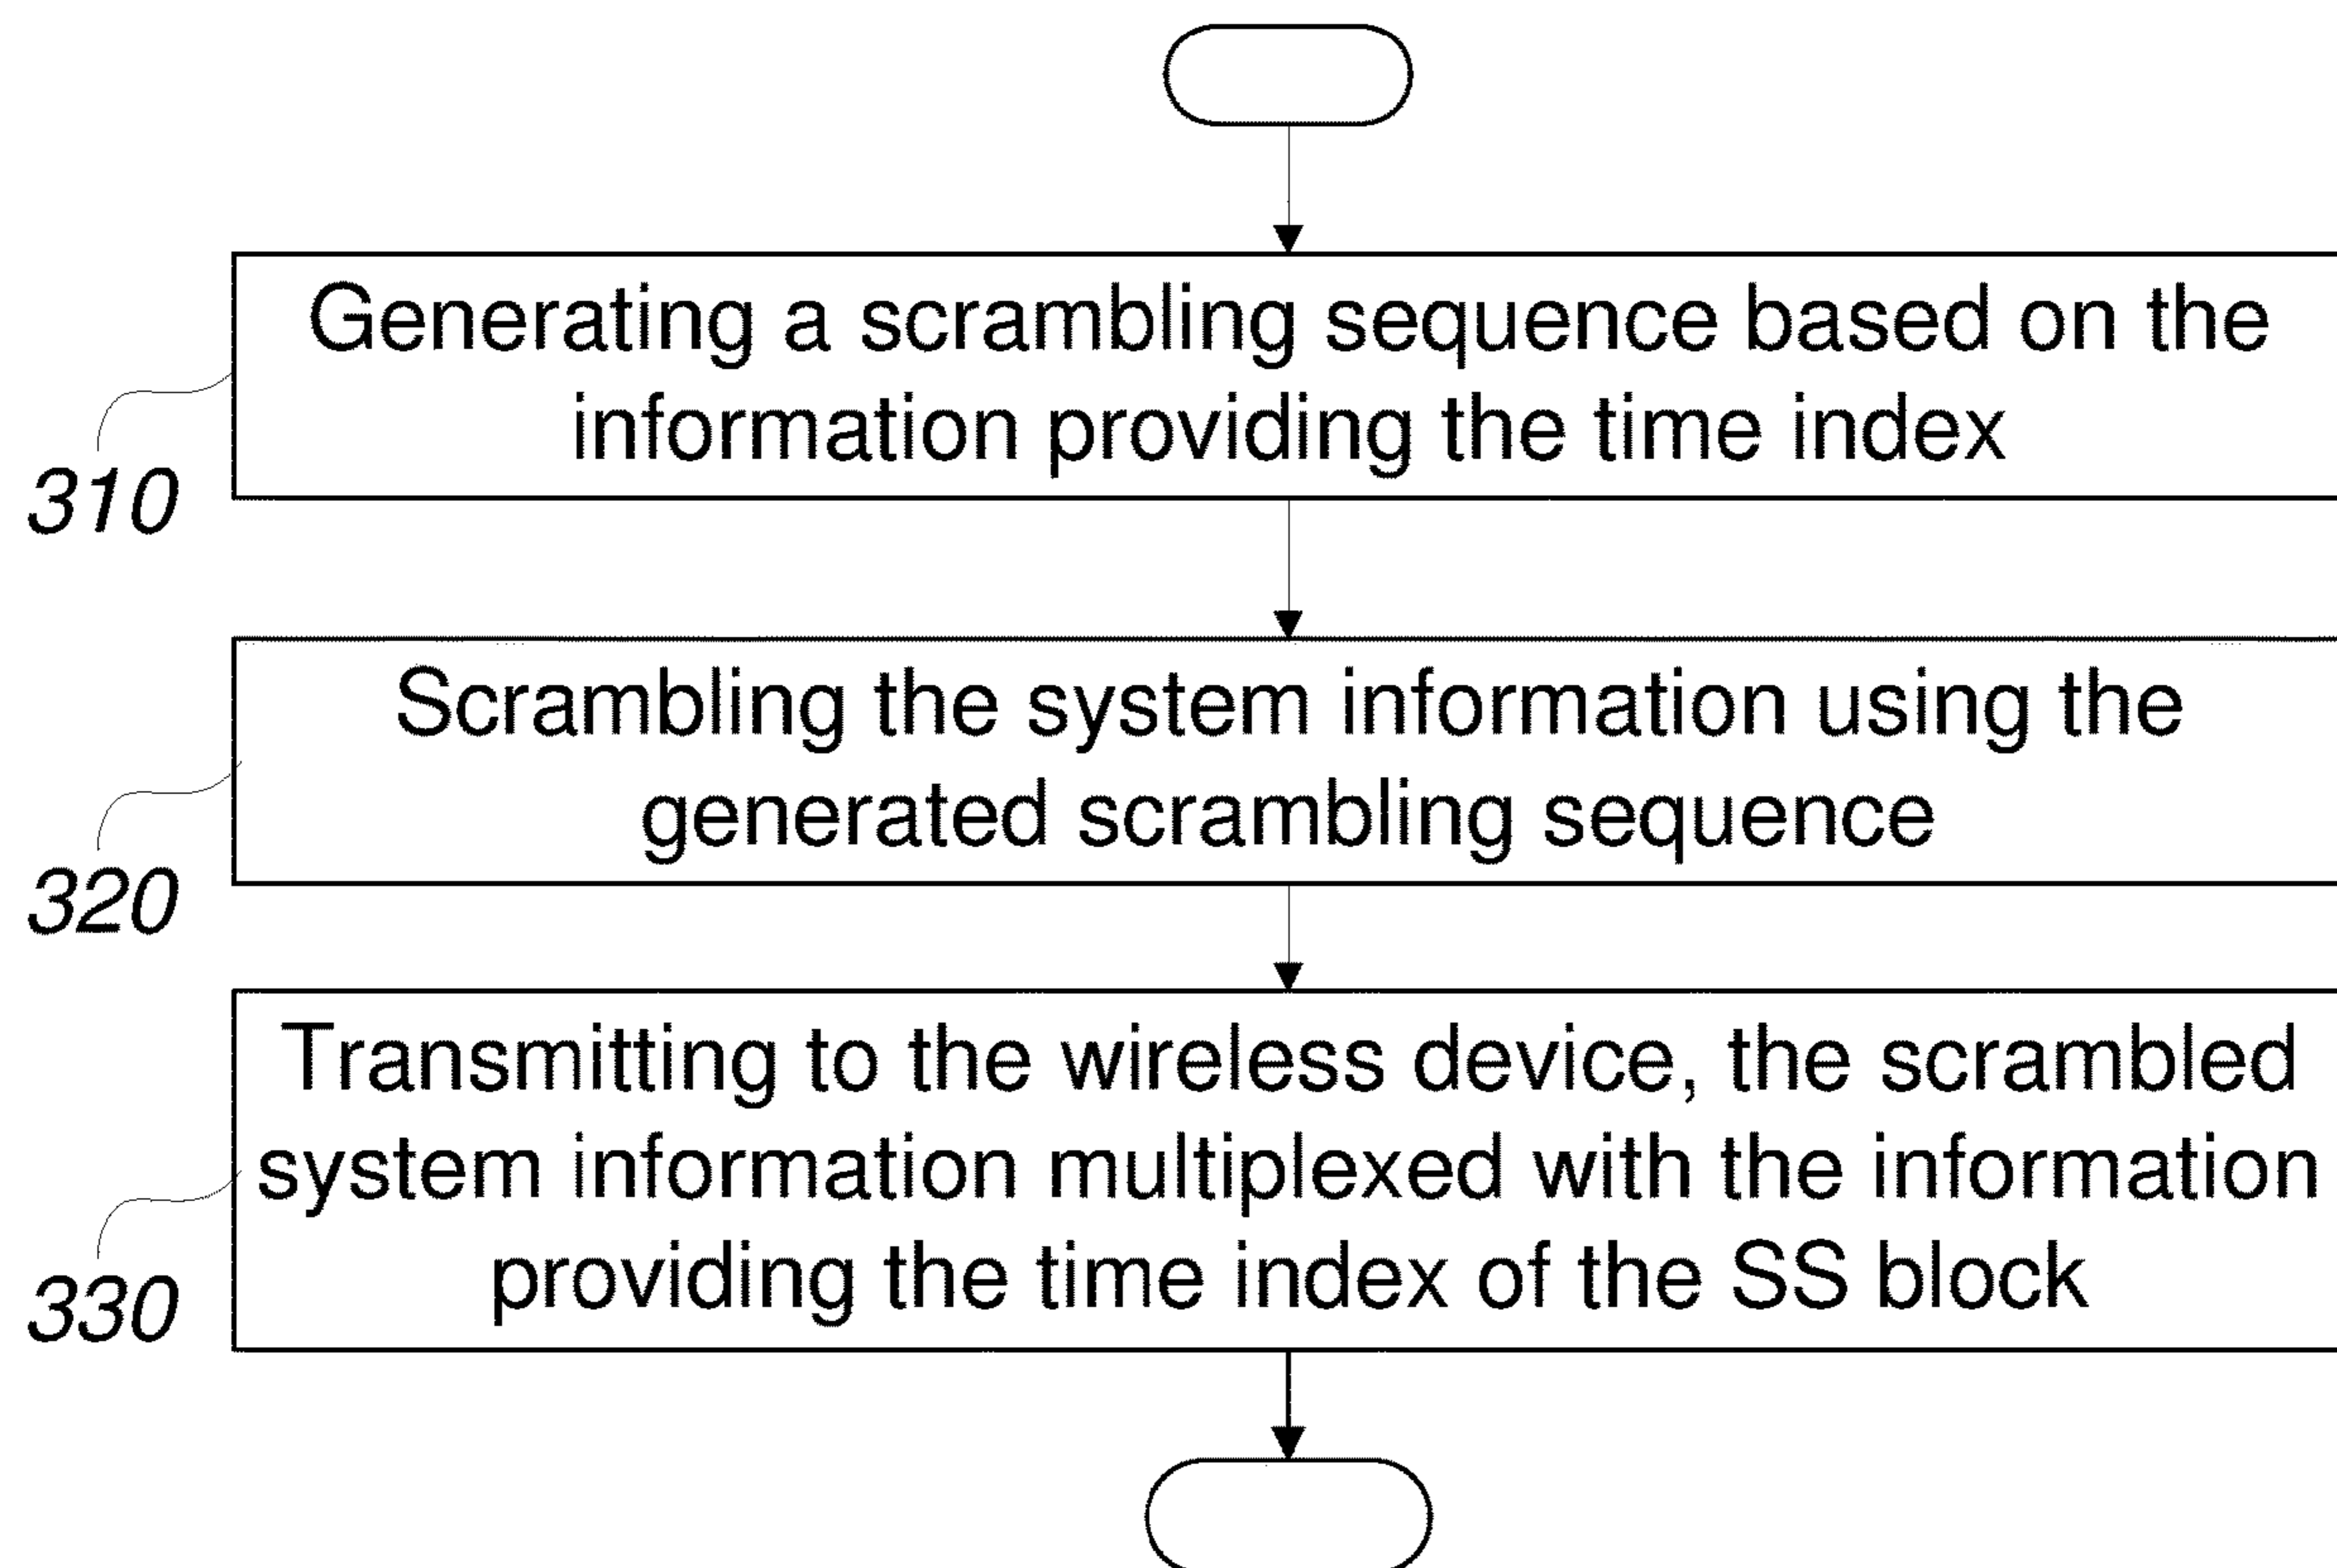 Generating a scrambling sequence based on the
information providing the time index
310
Scrambling the system information using the
generated scrambling sequence
320
Transmitting to the wireless device, the scrambled
system information multiplexed with the information
providing the time index of the SS block
330